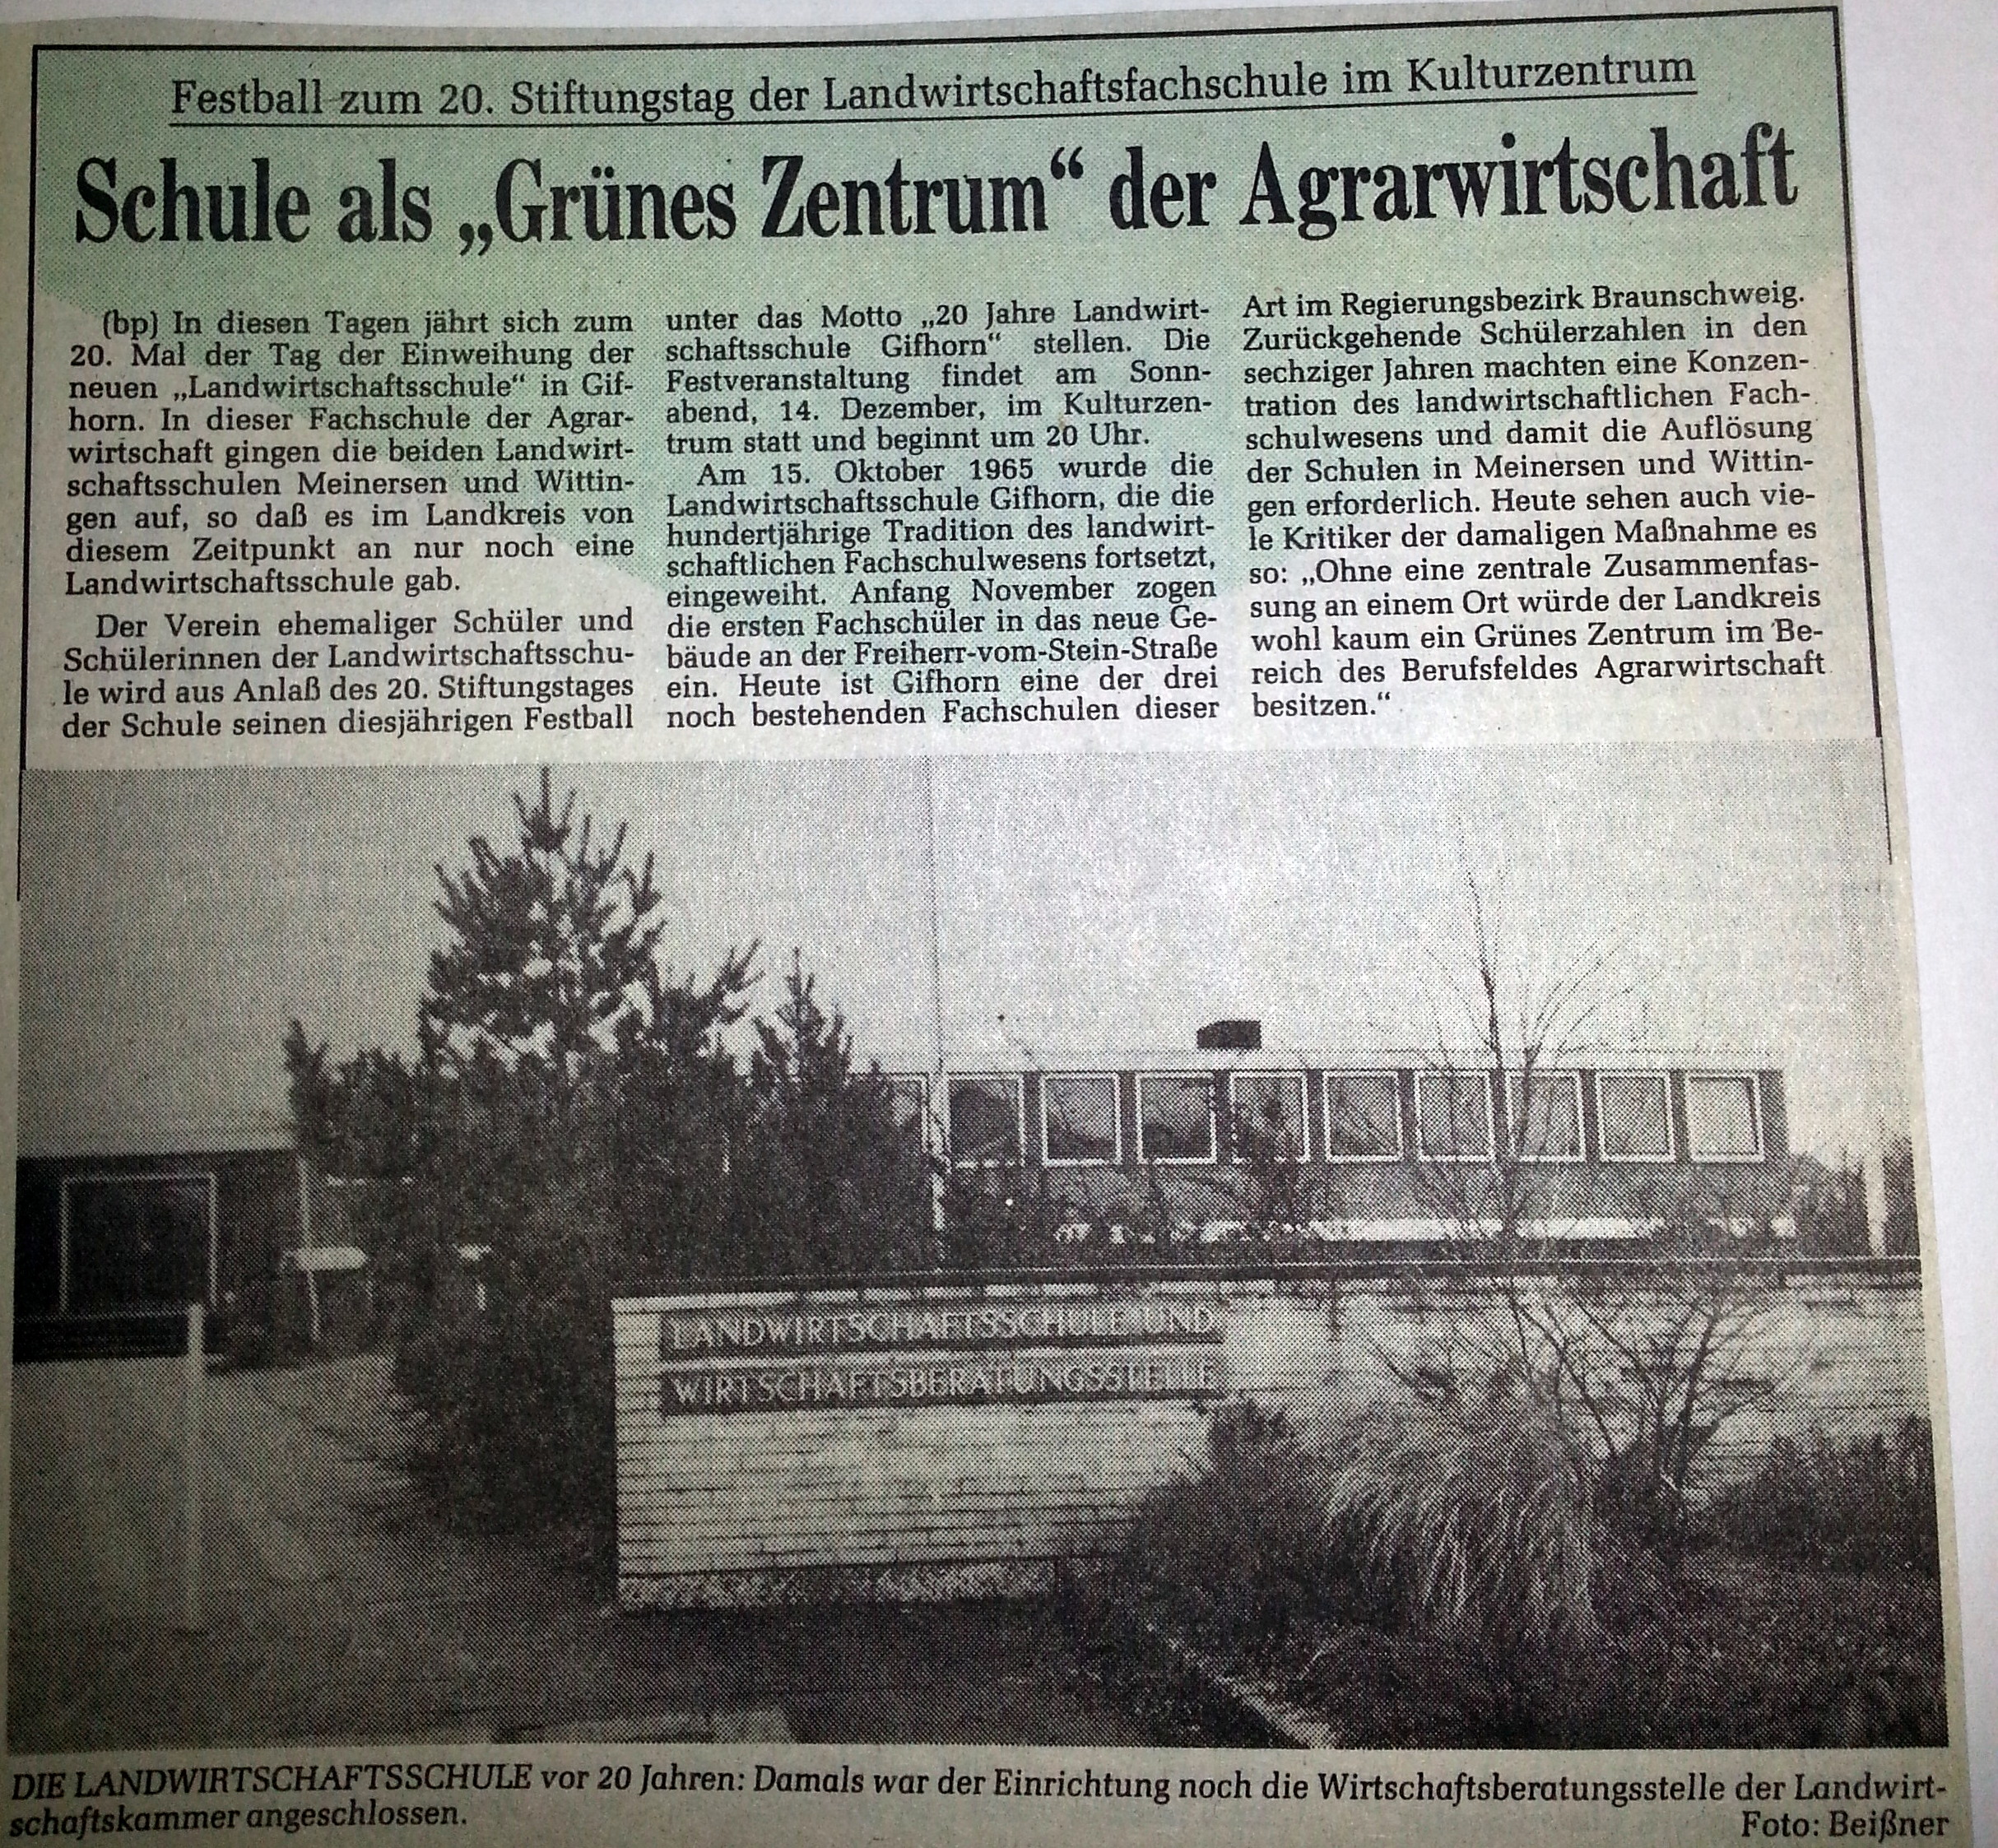 Festball zum 20. Stiftungstag der Landwirtschaftsfachschule im Kulturzentrum
Schule als „Grünes Zentrum“ der Agrarwirtschaft
(bp) In diesen Tagen jährt sich zum
20. Mal der Tag der Einweihung der
neuen „Landwirtschaftsschule“ in Gif-
horn. In dieser Fachschule der Agrar-
wirtschaft gingen die beiden Landwirt-
schaftsschulen Meinersen und Wittin-
gen auf, so daß es im Landkreis von
diesem Zeitpunkt an nur noch eine
Landwirtschaftsschule gab.
Der Verein ehemaliger Schüler und
Schülerinnen der Landwirtschaftsschu-
le wird aus Anlaß des 20. Stiftungstages
der Schule seinen diesjährigen Festball
unter das Motto „20 Jahre Landwirt-
schaftsschule Gifhorn“ stellen. Die
Festveranstaltung findet am Sonn-
abend, 14. Dezember, im Kulturzen-
trum statt und beginnt um 20 Uhr.
Am 15. Oktober 1965 wurde die
Landwirtschaftsschule Gifhorn, die die
hundertjährige Tradition des landwirt-
schaftlichen Fachschulwesens fortsetzt,
eingeweiht. Anfang November zogen
die ersten Fachschüler in das neue Ge-
bäude an der Freiherr-vom-Stein-Straße
ein. Heute ist Gifhorn eine der drei
noch bestehenden Fachschulen dieser
Art im Regierungsbezirk Braunschweig.
Zurückgehende Schülerzahlen in den
sechziger Jahren machten eine Konzen-
tration des landwirtschaftlichen Fach-
schulwesens und damit die Auflösung
der Schulen in Meinersen und Wittin-
gen erforderlich. Heute sehen auch vie-
le Kritiker der damaligen Maßnahme es
so: „Ohne eine zentrale Zusammenfas-
sung an einem Ort würde der Landkreis
wohl kaum ein Grünes Zentrum im Be-
reich des Berufsfeldes Agrarwirtschaft
besitzen.“
LANDWIRTSCHAFTSSCHULE UND
WIRTSCHAFTSBERATUNGSSTELLE
DIE LANDWIRTSCHAFTSSCHULE vor 20 Jahren: Damals war der Einrichtung noch die Wirtschaftsberatungsstelle der Landwirt-
schaftskammer angeschlossen.
Foto: Beißner